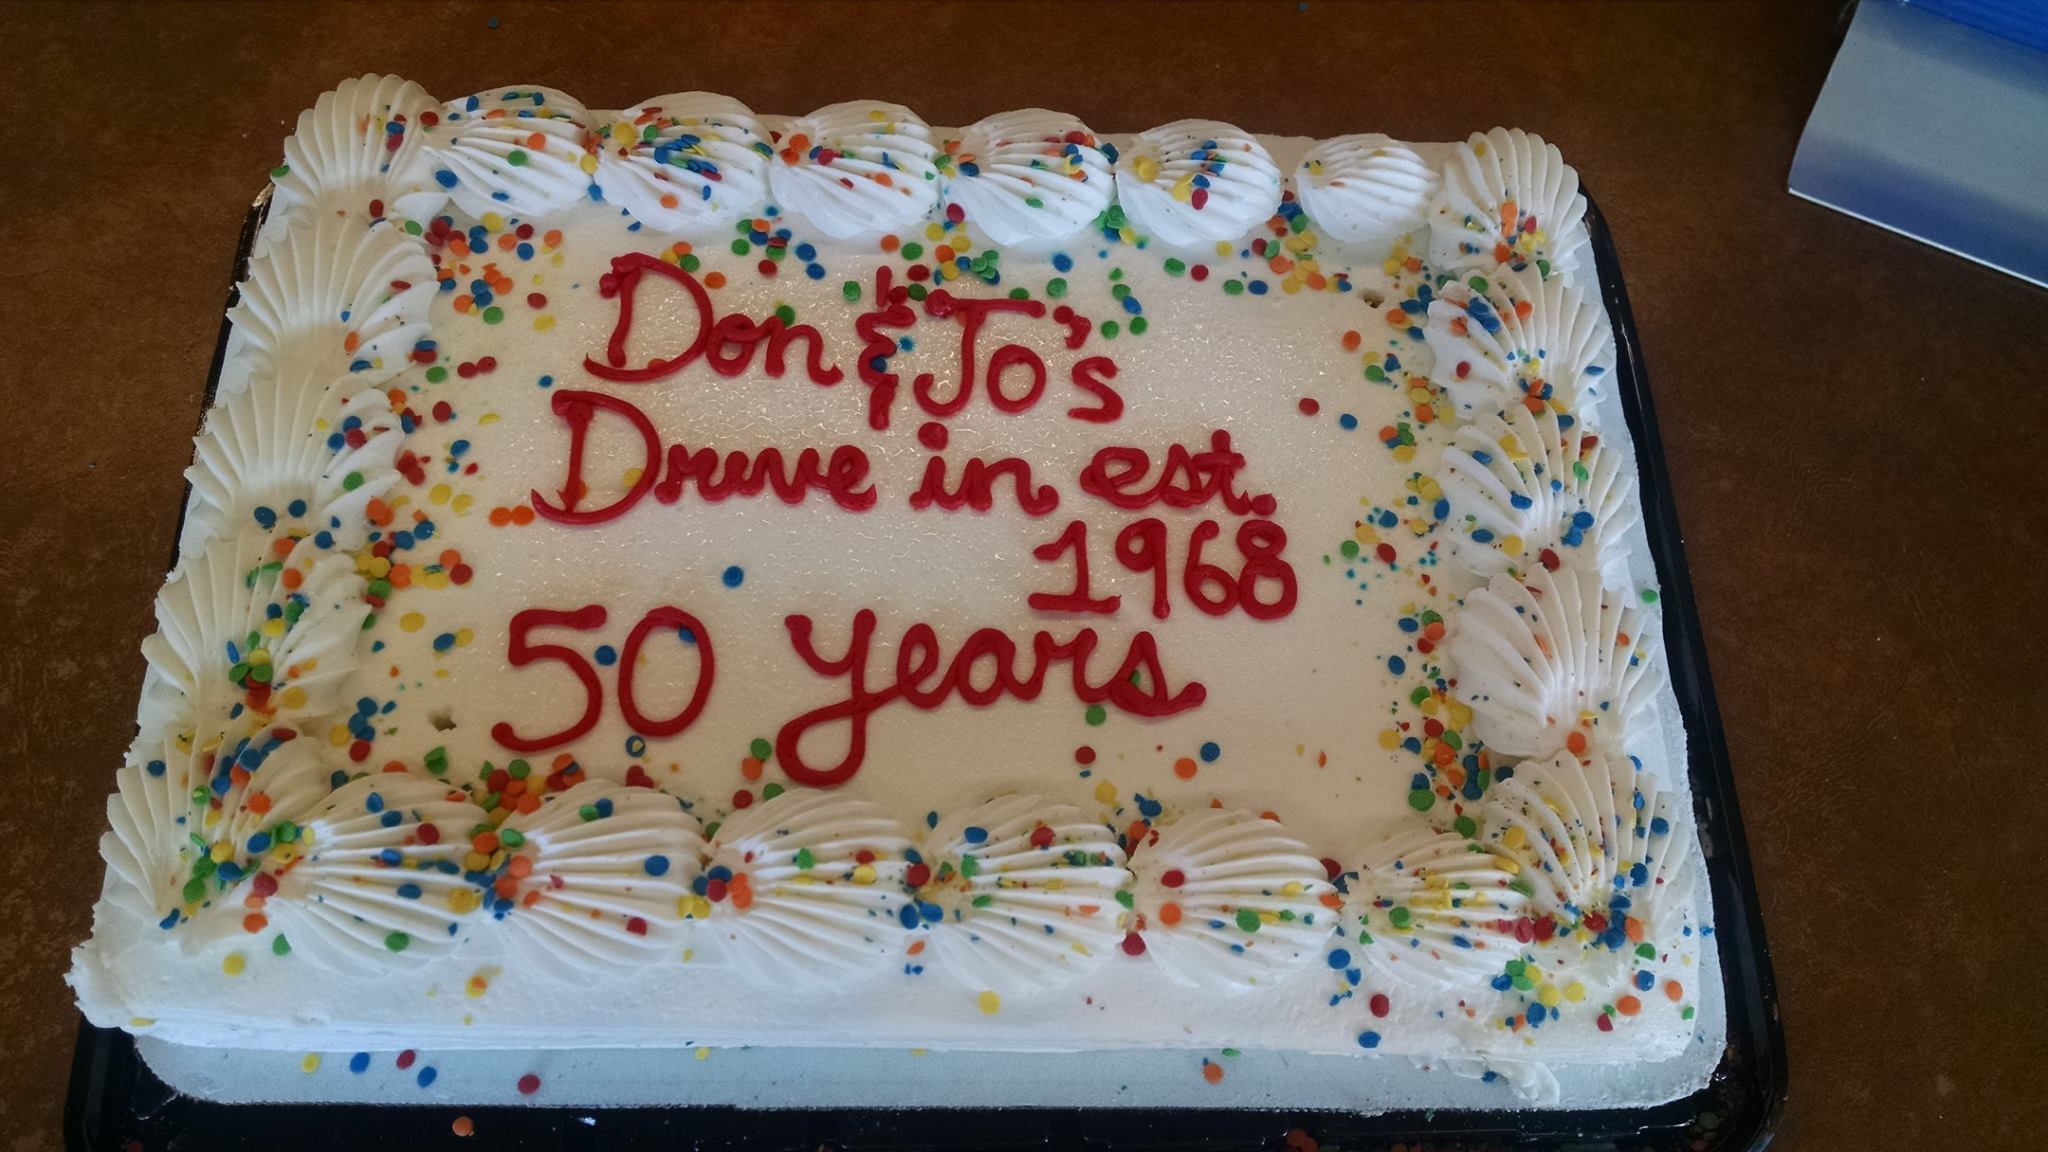 Don & Jo's
Drive in est.
1968
50 years